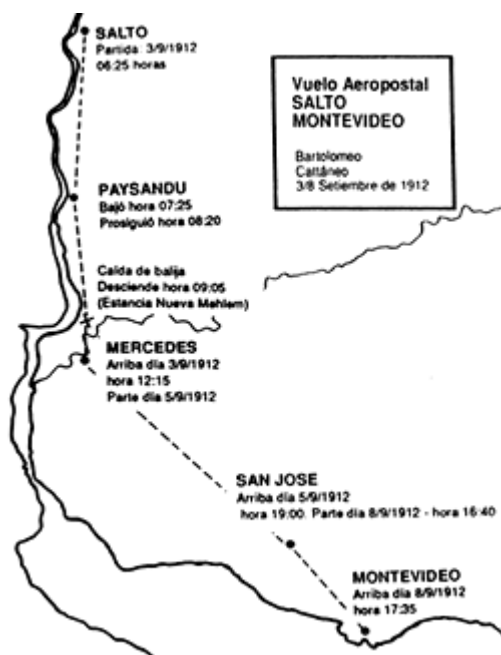 SALTO
Partida: 3/9/1912
06:25 horas
Vuelo Aeropostal
SALTO
MONTEVIDEO
Bartolomeo
Cattáneo
3/8 Setiembre de 1912
PAYSANDU
Bajó hora 07:25
Prosiguió hora 08:20
Caída de balija
Desciende hora 09:05
(Estancia Nueva Mehlem)
MERCEDES
Arriba día 3/9/1912
hora 12:15
Parte día 5/9/1912
SAN JOSE
Arriba día 5/9/1912
hora 19:00. Parte día 8/9/1912 - hora 16:40
MONTEVIDEO
Arriba día 8/9/1912
hora 17:35